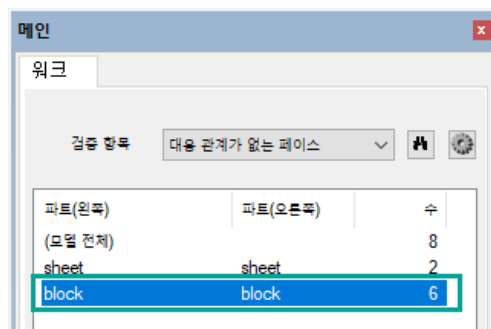 메인
워크
검증 항목 대응 관계가 없는 페이스
파트(왼쪽) 파트(오른쪽) 수
(모델 전체) 8
sheet sheet 2
block block 6